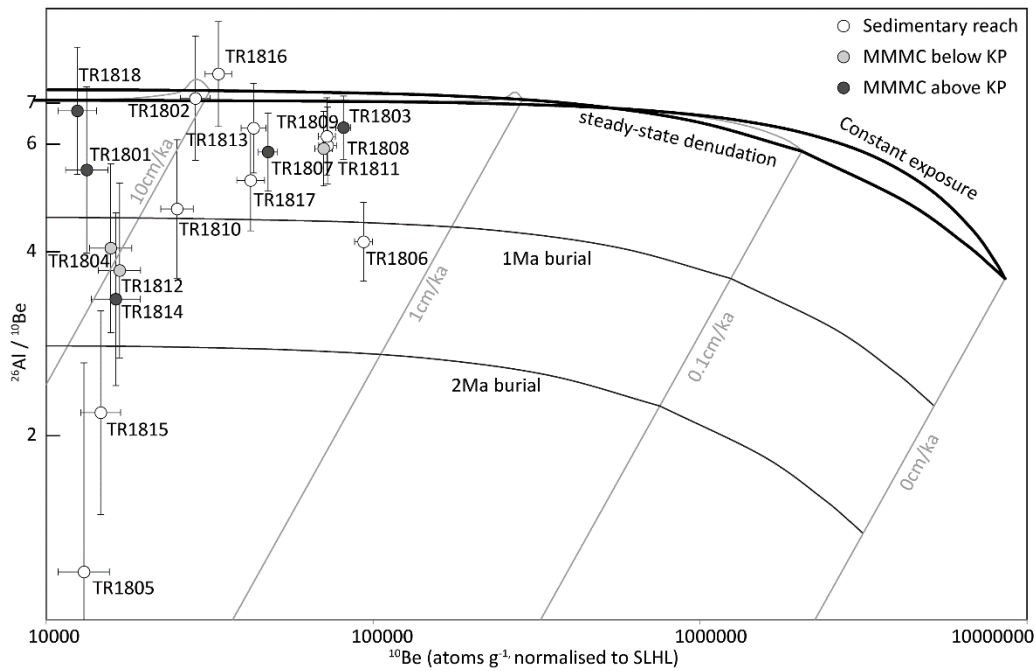 Sedimentary reach
MMMC below KP
MMMC above KP
TR1816
TR1818
TR1802
TR1809
TR1803
TR1813
TR1808
TR1801
TR1807
TR1811
TR1817
TR1810
TR1806
TR1804
TR1812
TR1814
TR1815
TR1805
steady-state denudation
Constant exposure
1Ma burial
2Ma burial
10cm/ka
1cm/ka
0.1cm/ka
0cm/ka
7
6
4
2
²⁶Al / ¹⁰Be
10000
100000
1000000
10000000
¹⁰Be (atoms g⁻¹, normalised to SLHL)